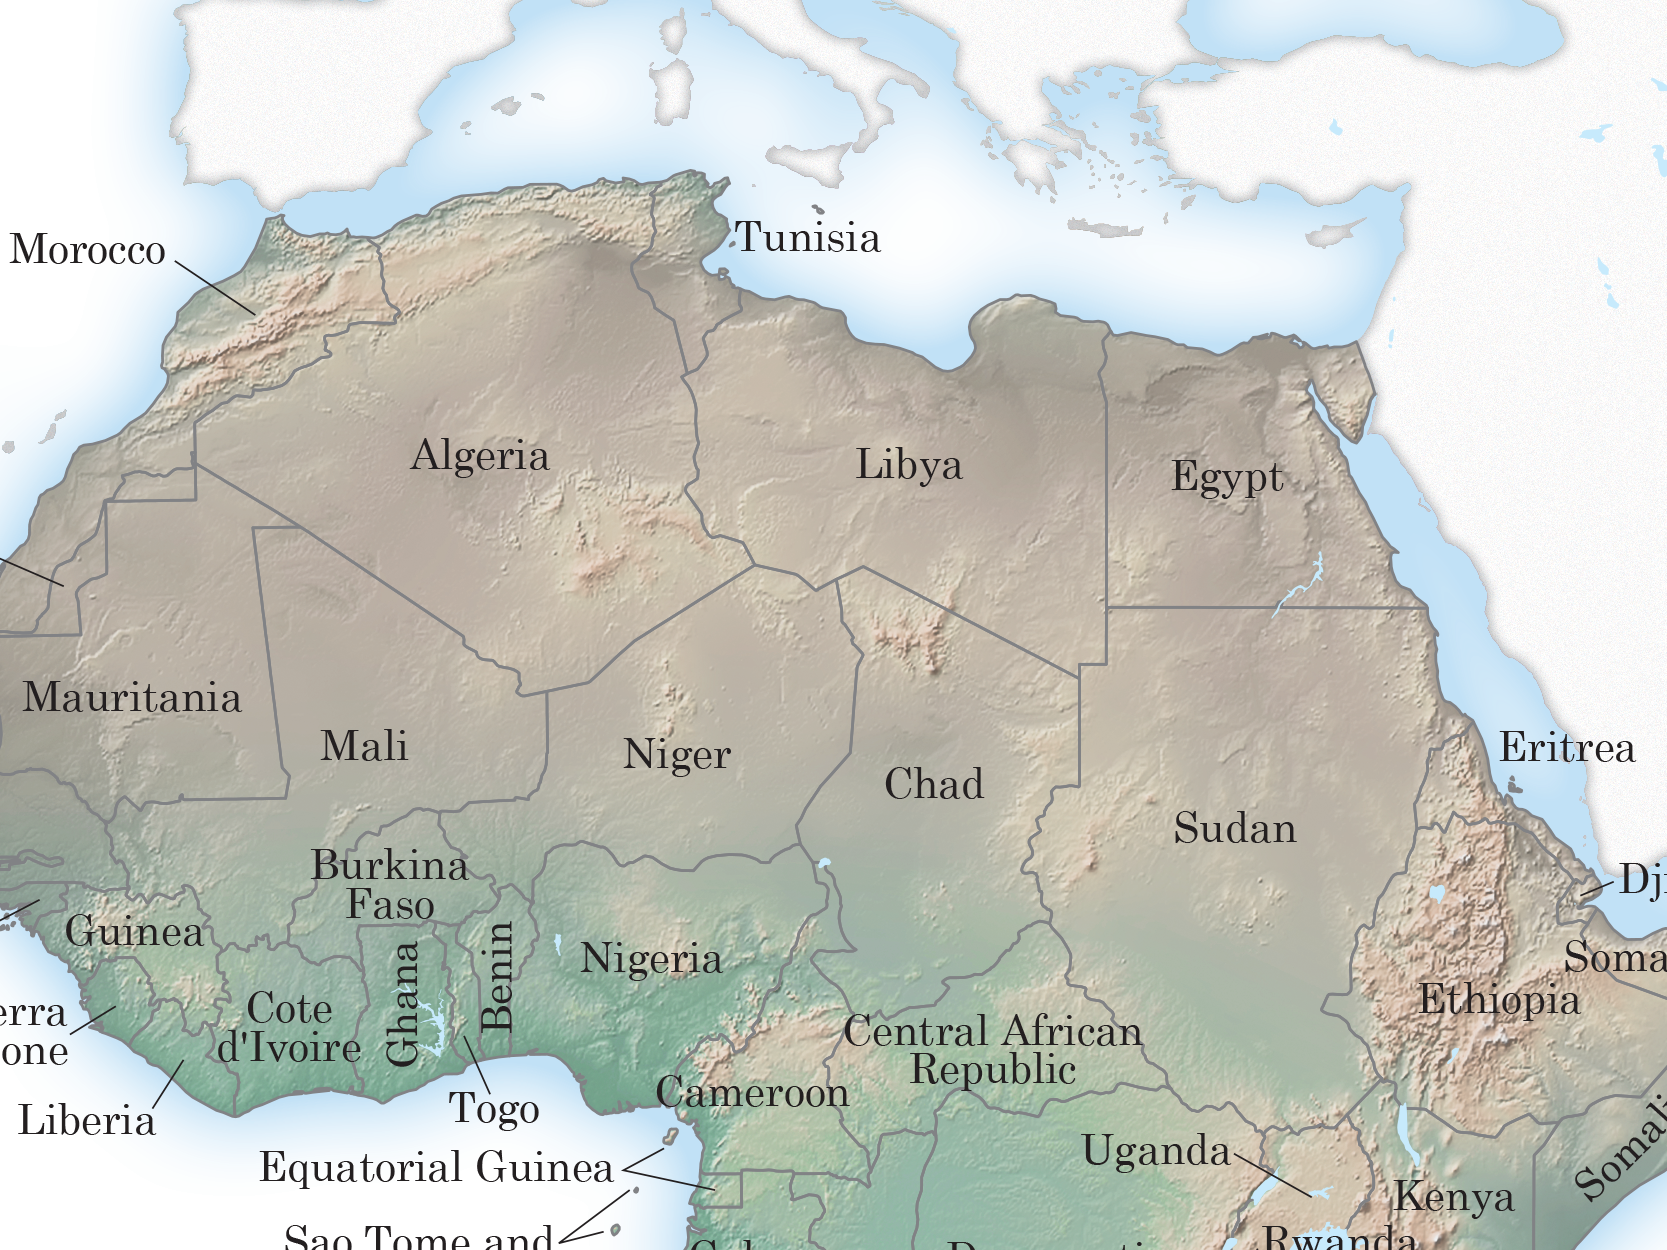 Tunisia
Morocco
Algeria
Libya
Egypt
Mauritania
Mali
Niger
Eritrea
Chad
Sudan
Burkina
Faso
Guinea
Ghana
Benin
Nigeria
Soma
Ethiopia
erra
one
Cote
d'Ivoire
Central African
Republic
Cameroon
Liberia
Togo
Uganda
Equatorial Guinea
Kenya
Somali
Sao Tome and
Rwanda